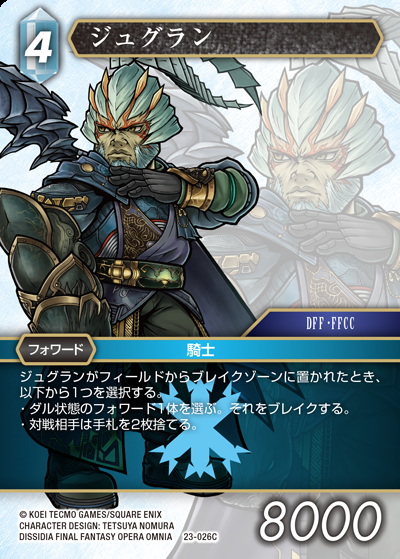 4
ジュグラン
DFF・FFCC
フォワード
騎士
ジュグランがフィールドからブレイクゾーンに置かれたとき、
以下から1つを選択する。
・ダル状態のフォワード1体を選ぶ。それをブレイクする。
・対戦相手は手札を2枚捨てる。
© KOEI TECMO GAMES/SQUARE ENIX
CHARACTER DESIGN: TETSUYA NOMURA
DISSIDIA FINAL FANTASY OPERA OMNIA
23-026C
8000